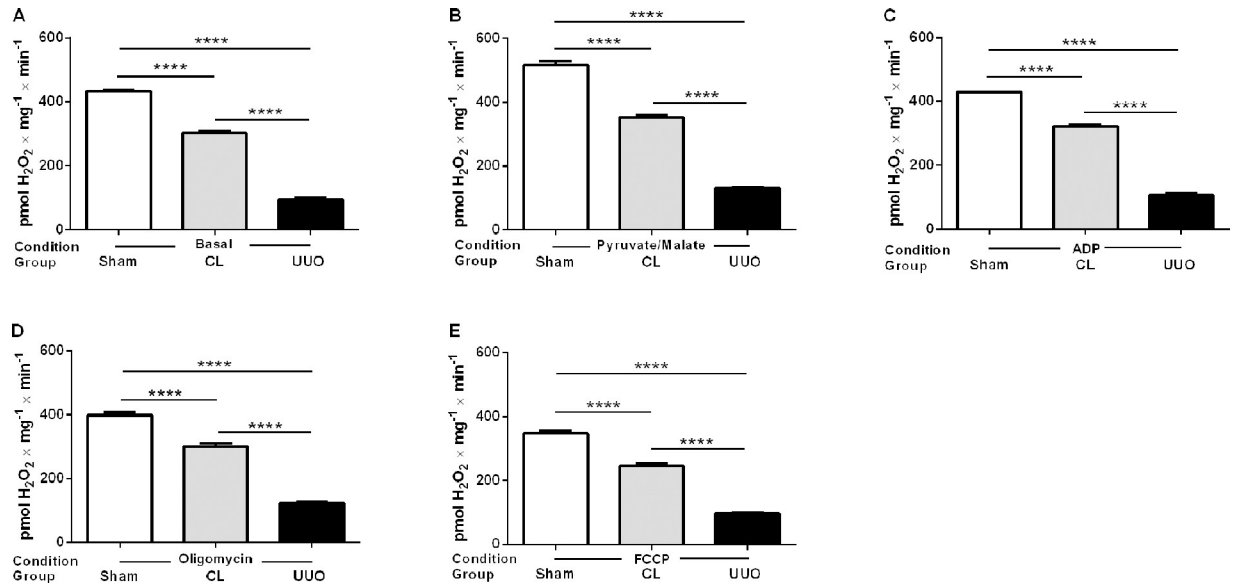 A
pmol H₂O₂ × mg⁻¹ × min⁻¹
600
400
200
0
****
****
****
Condition Basal
Group Sham CL UUO
B
pmol H₂O₂ × mg⁻¹ × min⁻¹
600
400
200
0
****
****
****
Condition Pyruvate/Malate
Group Sham CL UUO
C
pmol H₂O₂ × mg⁻¹ × min⁻¹
600
400
200
0
****
****
****
Condition ADP
Group Sham CL UUO
D
pmol H₂O₂ × mg⁻¹ × min⁻¹
600
400
200
0
****
****
****
Condition Oligomycin
Group Sham CL UUO
E
pmol H₂O₂ × mg⁻¹ × min⁻¹
600
400
200
0
****
****
****
Condition FCCP
Group Sham CL UUO